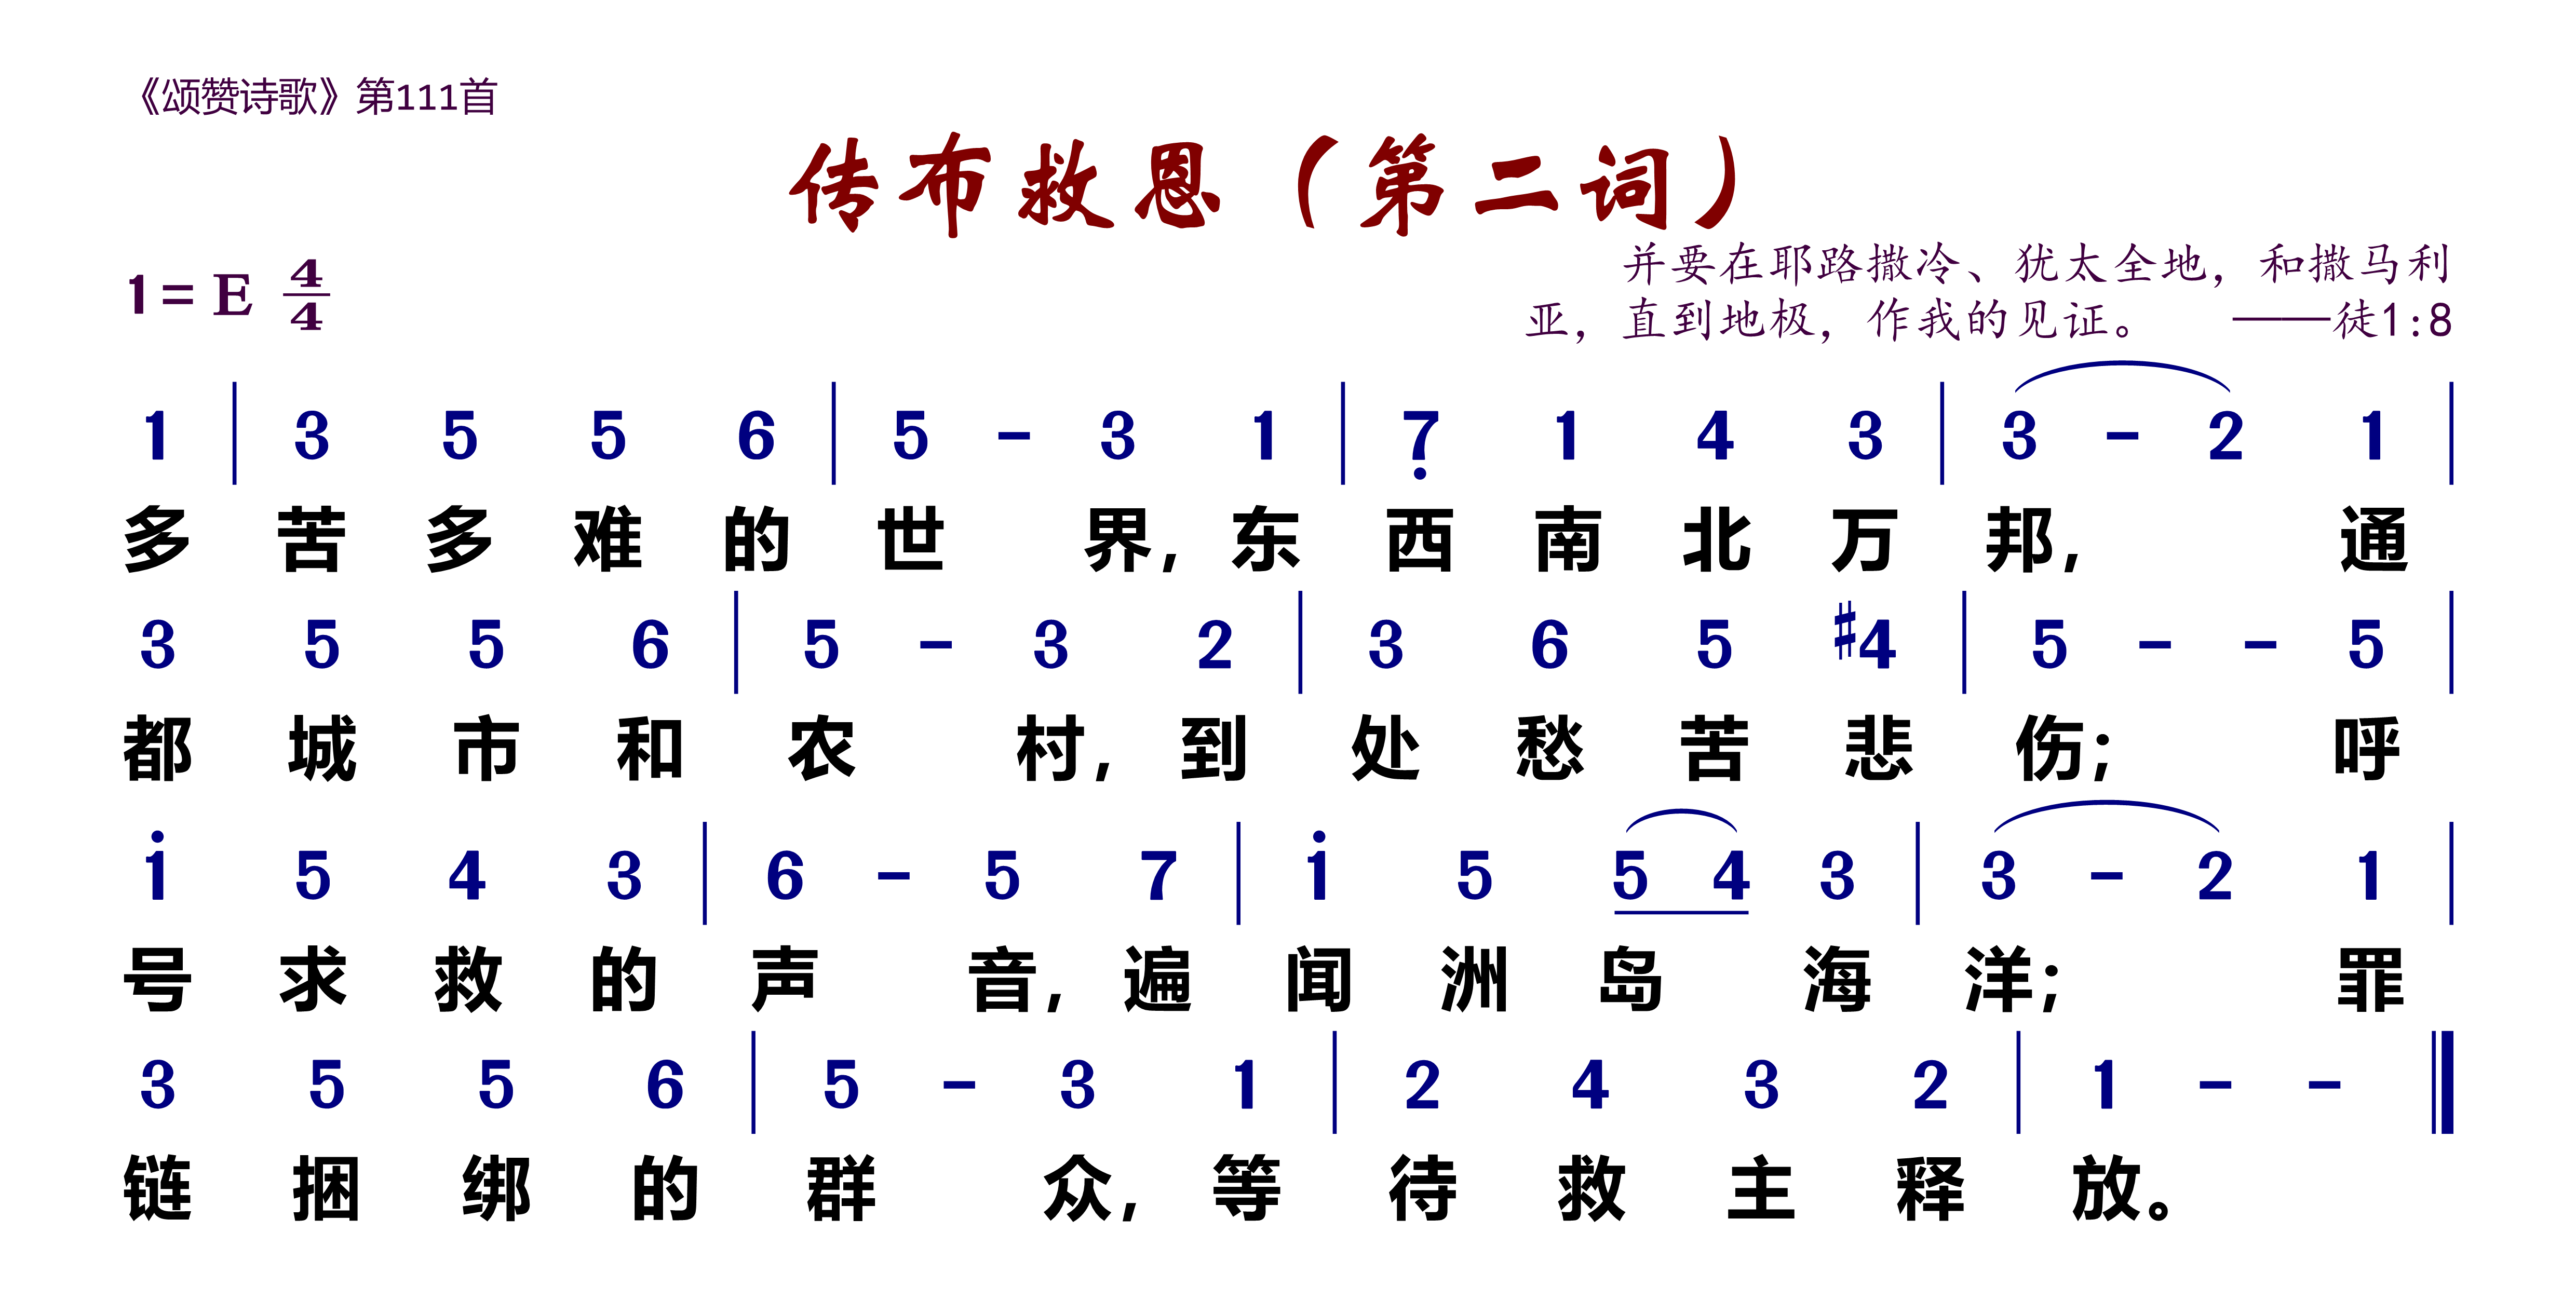 《颂赞诗歌》第111首
传布救恩（第二词）
1=E 4/4
并要在耶路撒冷、犹太全地，和撒马利
亚，直到地极，作我的见证。 ——徒1:8
1 | 3 5 5 6 | 5 - 3 1 | 7̣ 1 4 3 | 3 - 2 1 |
多苦多难的世界，东西南北万邦，通
3 5 5 6 | 5 - 3 2 | 3 6 5 ♯4 | 5 - - 5 |
都城市和农村，到处愁苦悲伤；呼
1̇ 5 4 3 | 6 - 5 7 | 1̇ 5 5 4 3 | 3 - 2 1 |
号求救的声音，遍闻洲岛海洋；罪
3 5 5 6 | 5 - 3 1 | 2 4 3 2 | 1 - - ‖
链捆绑的群众，等待救主释放。